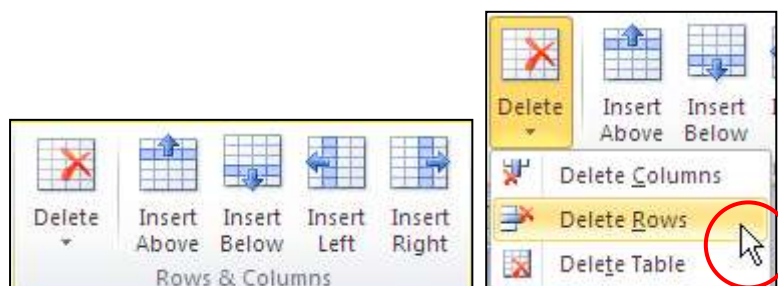 Delete Insert Insert Insert Insert
Above Below Left Right
Rows & Columns
Delete Insert Insert
Above Below
Delete Columns
Delete Rows
Delete Table